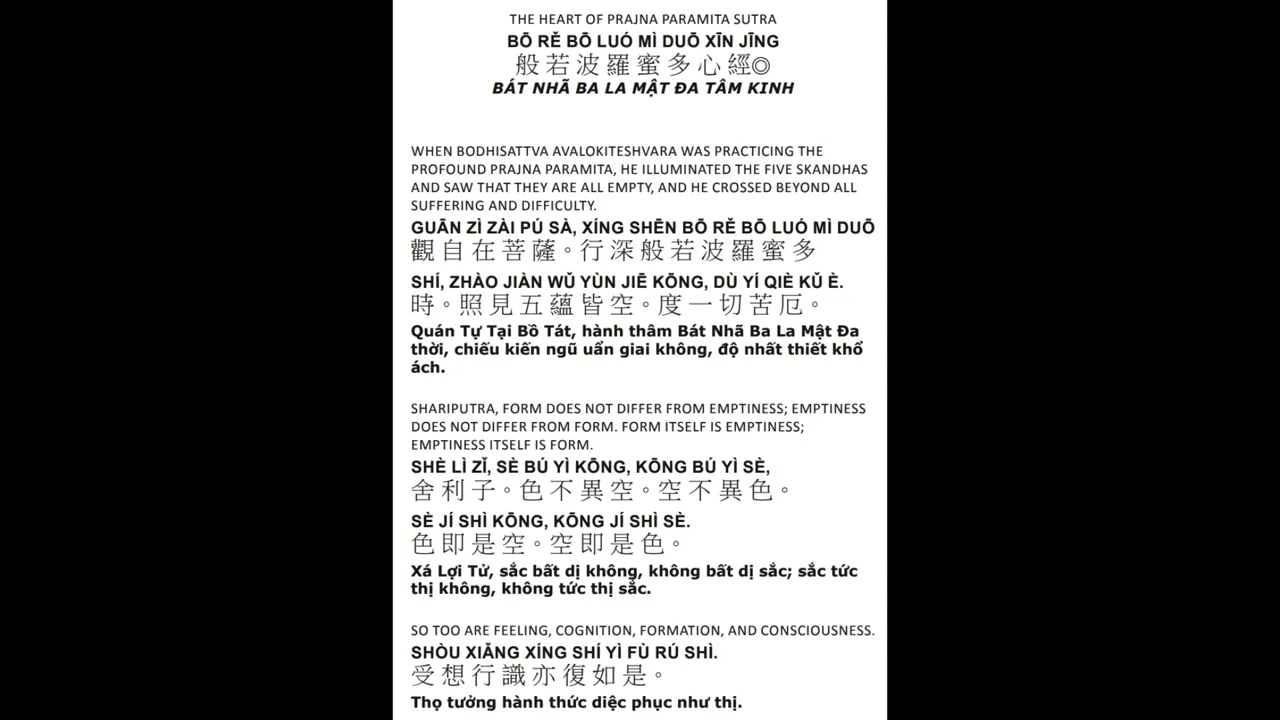 THE HEART OF PRAJNA PARAMITA SUTRA
BŌ RĚ BŌ LUÓ MÌ DUŌ XĪN JĪNG
般若波羅蜜多心經◎
BÁT NHÃ BA LA MẬT ĐA TÂM KINH
WHEN BODHISATTVA AVALOKITESHVARA WAS PRACTICING THE
PROFOUND PRAJNA PARAMITA, HE ILLUMINATED THE FIVE SKANDHAS
AND SAW THAT THEY ARE ALL EMPTY, AND HE CROSSED BEYOND ALL
SUFFERING AND DIFFICULTY.
GUĀN ZÌ ZÀI PÚ SÀ, XÍNG SHĒN BŌ RĚ BŌ LUÓ MÌ DUŌ
觀自在菩薩。行深般若波羅蜜多
SHÍ, ZHÀO JIÀN WǓ YÙN JIĒ KŌNG, DÙ YÍ QIÈ KǓ È.
時。照見五蘊皆空。度一切苦厄。
Quán Tự Tại Bồ Tát, hành thâm Bát Nhã Ba La Mật Đa
thời, chiếu kiến ngũ uẩn giai không, độ nhất thiết khổ
ách.
SHARIPUTRA, FORM DOES NOT DIFFER FROM EMPTINESS; EMPTINESS
DOES NOT DIFFER FROM FORM. FORM ITSELF IS EMPTINESS;
EMPTINESS ITSELF IS FORM.
SHÈ LÌ ZǏ, SÈ BÚ YÌ KŌNG, KŌNG BÚ YÌ SÈ,
舍利子。色不異空。空不異色。
SÈ JÍ SHÌ KŌNG, KŌNG JÍ SHÌ SÈ.
色即是空。空即是色。
Xá Lợi Tử, sắc bất dị không, không bất dị sắc; sắc tức
thị không, không tức thị sắc.
SO TOO ARE FEELING, COGNITION, FORMATION, AND CONSCIOUSNESS.
SHÒU XIǍNG XÍNG SHÍ YÌ FÙ RÚ SHÌ.
受想行識亦復如是。
Thọ tưởng hành thức diệc phục như thị.